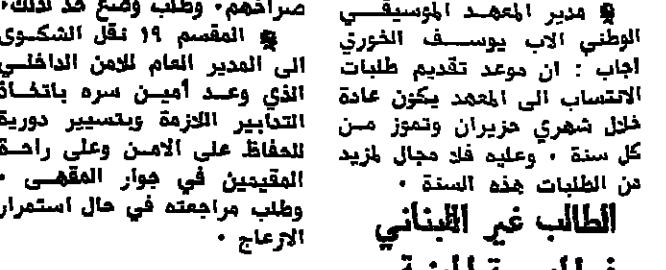 مدير المعهد الموسيقي
الوطني الاب يوسف الخوري
اجاب : ان موعد تقديم طلبات
الانتساب الى المعهد يكون عادة
خلال شهري حزيران وتموز من
كل سنة ، وعليه فلا مجال لمزيد
من الطلبات هذه السنة .
الطالب غير اللبناني
صراخهم. وطلب وضع حد لذلك.
المقسم ١٩ نقل الشكوى
الى المدير العام للامن الداخلي
الذي وعد أمين سره باتخاذ
التدابير اللازمة وبتسيير دورية
للحفاظ على الامن وعلى راحة
المقيمين في جوار المقهى .
وطلب مراجعته في حال استمرار
الازعاج .